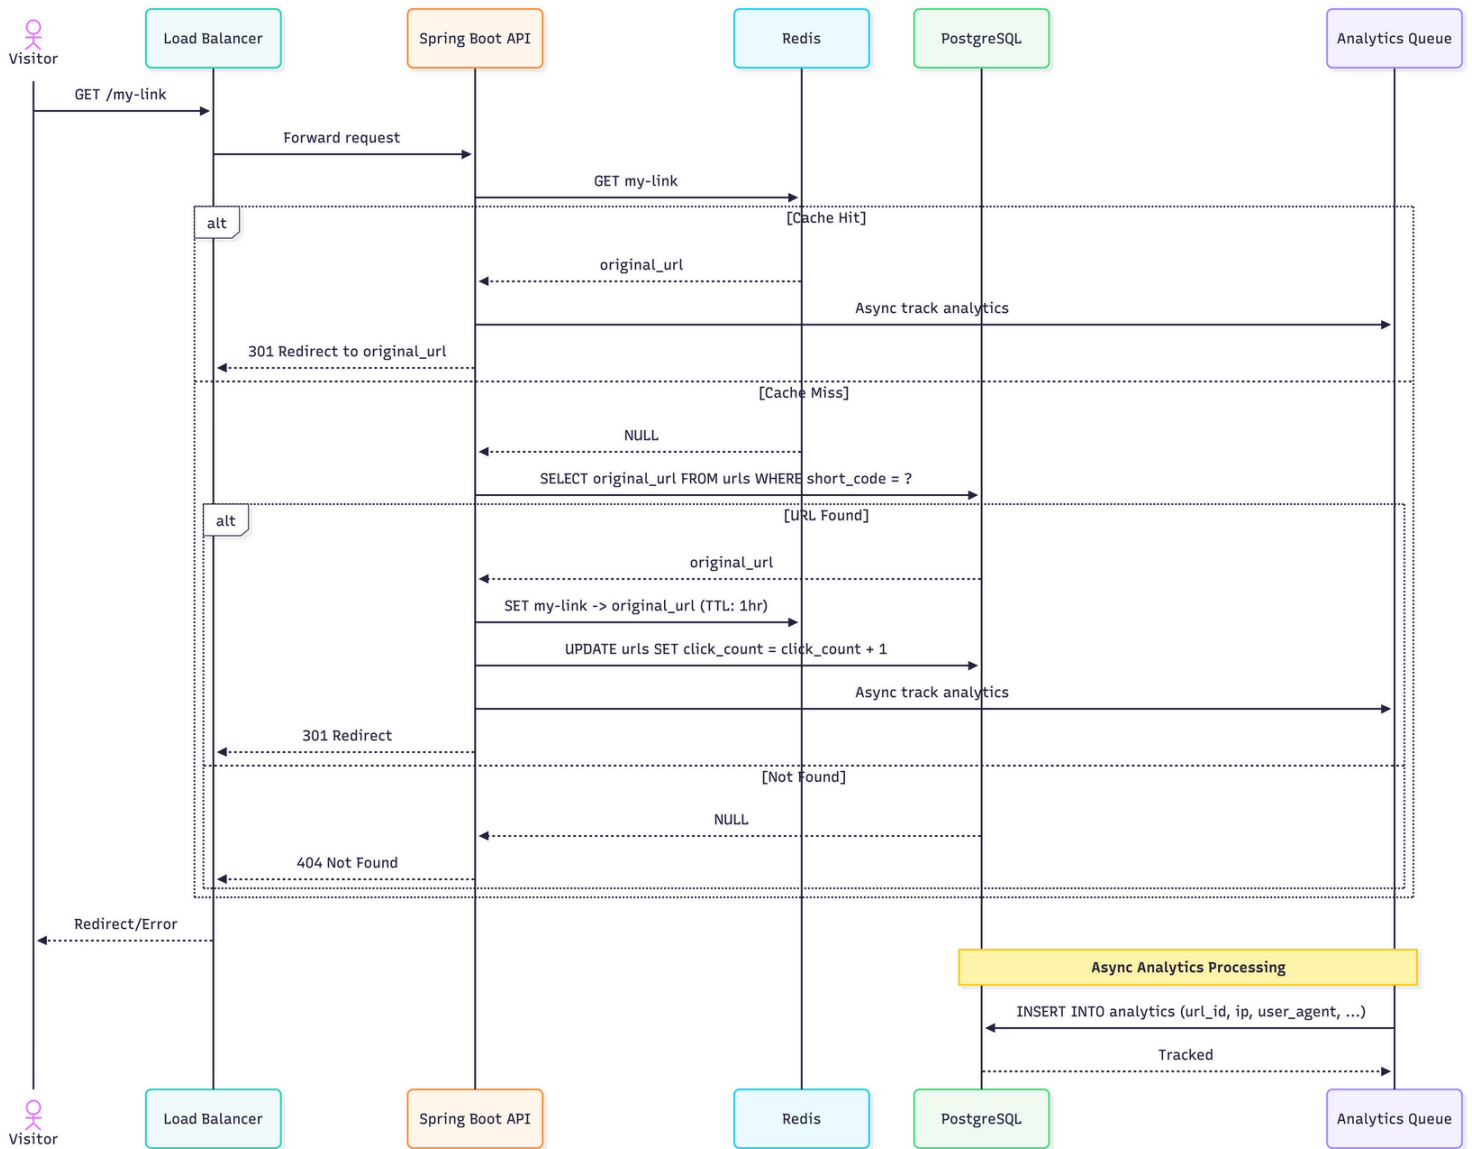 Visitor
Load Balancer
Spring Boot API
Redis
PostgreSQL
Analytics Queue
GET /my-link
Forward request
GET my-link
alt
[Cache Hit]
original_url
Async track analytics
301 Redirect to original_url
[Cache Miss]
NULL
SELECT original_url FROM urls WHERE short_code = ?
alt
[URL Found]
original_url
SET my-link -> original_url (TTL: 1hr)
UPDATE urls SET click_count = click_count + 1
Async track analytics
301 Redirect
[Not Found]
NULL
404 Not Found
Redirect/Error
Async Analytics Processing
INSERT INTO analytics (url_id, ip, user_agent, ...)
Tracked
Visitor
Load Balancer
Spring Boot API
Redis
PostgreSQL
Analytics Queue